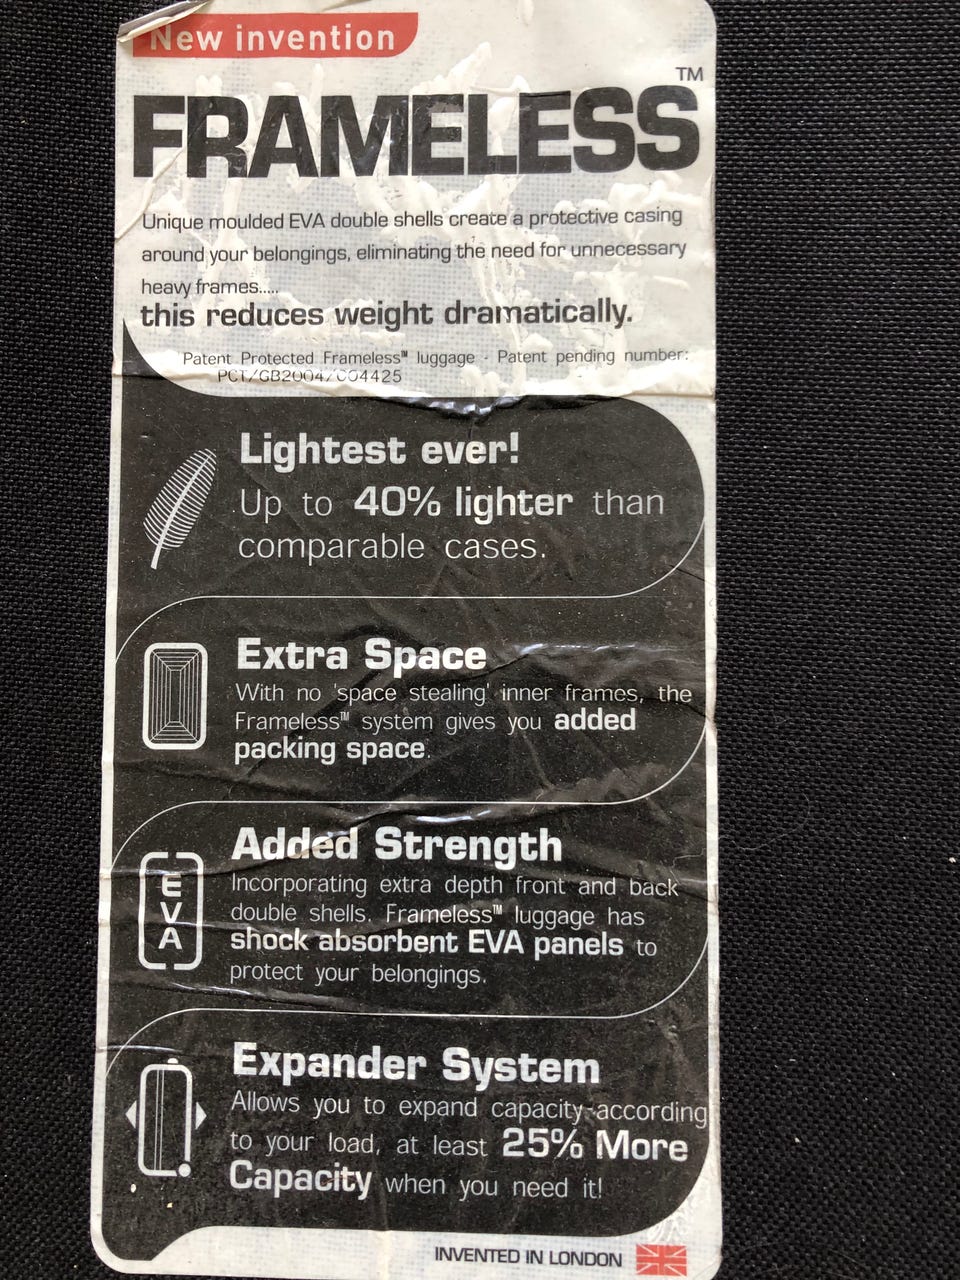 New invention
FRAMELESS™
Unique moulded EVA double shells create a protective casing
around your belongings, eliminating the need for unnecessary
heavy frames.....
this reduces weight dramatically.
Patent Protected Frameless™ luggage - Patent pending number:
PCT/GB2004/004425
Lightest ever!
Up to 40% lighter than
comparable cases.
Extra Space
With no 'space stealing' inner frames, the
Frameless™ system gives you added
packing space.
Added Strength
EVA
Incorporating extra depth front and back
double shells. Frameless™ luggage has
shock absorbent EVA panels to
protect your belongings.
Expander System
Allows you to expand capacity according
to your load, at least 25% More
Capacity when you need it!
INVENTED IN LONDON